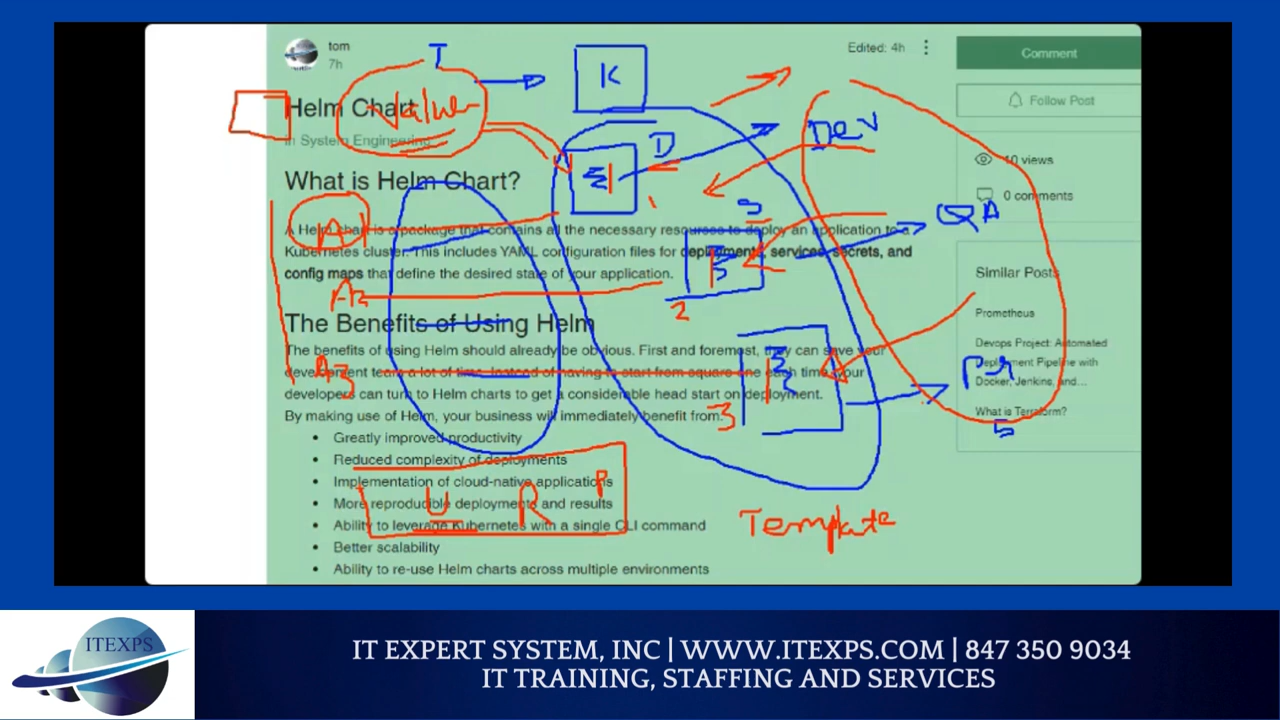 tom
7h
Edited: 4h
Comment
T
K
Helm Chart
Value
in System Engineering
Follow Post
DEV
D
10 views
0 comments
What is Helm Chart?
A1
A Helm chart is a package that contains all the necessary resources to deploy an application to a
Kubernetes cluster. This includes YAML configuration files for deployments, services, secrets, and
config maps that define the desired state of your application.
S
QA
A2
2
Similar Posts
Prometheus
Devops Project: Automated
Deployment Pipeline with
Docker, Jenkins, and...
What is Terraform?
The Benefits of Using Helm
The benefits of using Helm should already be obvious. First and foremost, they can save your
development team a lot of time. Instead of having to start from square one each time, your
developers can turn to Helm charts to get a considerable head start on deployment.
By making use of Helm, your business will immediately benefit from:
A3
3
5
• Greatly improved productivity
• Reduced complexity of deployments
• Implementation of cloud-native applications
• More reproducible deployments and results
• Ability to leverage Kubernetes with a single CLI command
• Better scalability
• Ability to re-use Helm charts across multiple environments
U R P
Template
ITEXPS
IT EXPERT SYSTEM, INC | WWW.ITEXPS.COM | 847 350 9034
IT TRAINING, STAFFING AND SERVICES